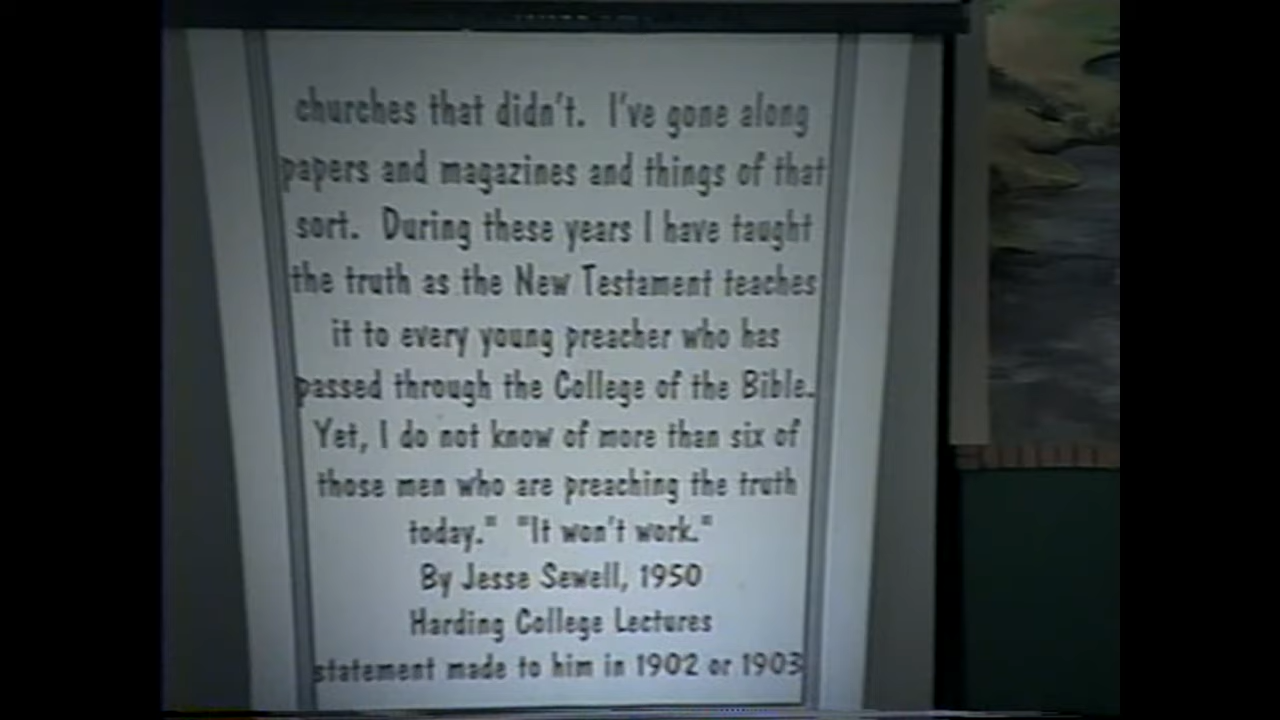 churches that didn't. I've gone along
papers and magazines and things of that
sort. During these years I have taught
the truth as the New Testament teaches
it to every young preacher who has
passed through the College of the Bible.
Yet, I do not know of more than six of
those men who are preaching the truth
today." "It won't work."
By Jesse Sewell, 1950
Harding College Lectures
statement made to him in 1902 or 1903